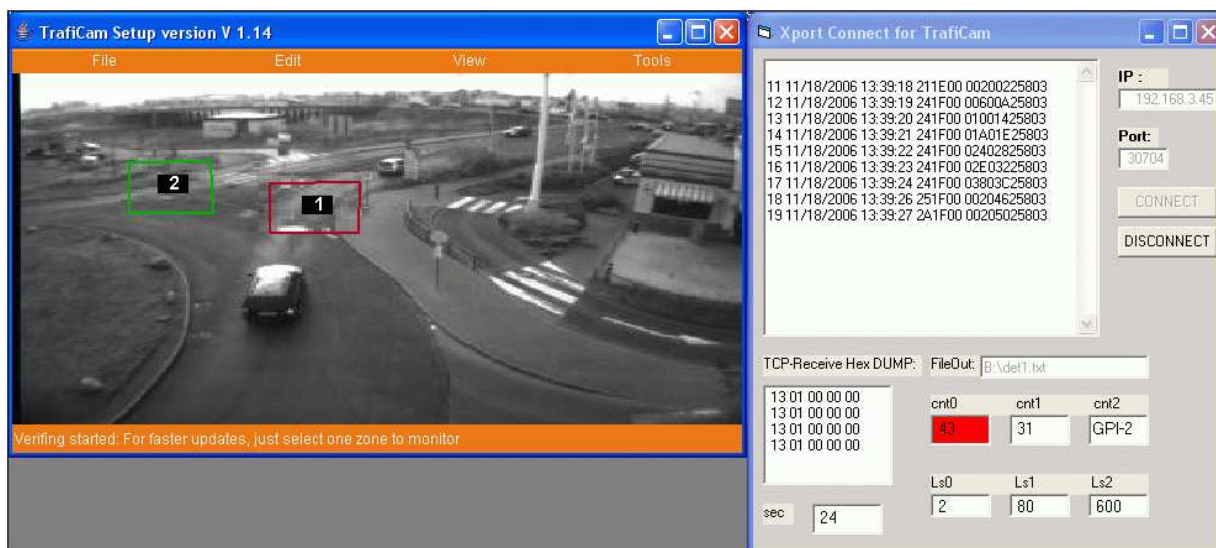 TrafiCam Setup version V 1.14
File Edit View Tools
2
1
Verifing started: For faster updates, just select one zone to monitor
Xport Connect for TrafiCam
11 11/18/2006 13:39:18 211E00 00200225803
12 11/18/2006 13:39:19 241F00 00600A25803
13 11/18/2006 13:39:20 241F00 01001425803
14 11/18/2006 13:39:21 241F00 01A01E25803
15 11/18/2006 13:39:22 241F00 02402825803
16 11/18/2006 13:39:23 241F00 02E03225803
17 11/18/2006 13:39:24 241F00 03803C25803
18 11/18/2006 13:39:26 251F00 00204625803
19 11/18/2006 13:39:27 2A1F00 00205025803
IP :
192.168.3.45
Port:
30704
CONNECT
DISCONNECT
TCP-Receive Hex DUMP:
13 01 00 00 00
13 01 00 00 00
13 01 00 00 00
13 01 00 00 00
FileOut: B:\det1.txt
cnt0 cnt1 cnt2
43 31 GPI-2
Ls0 Ls1 Ls2
2 80 600
sec 24